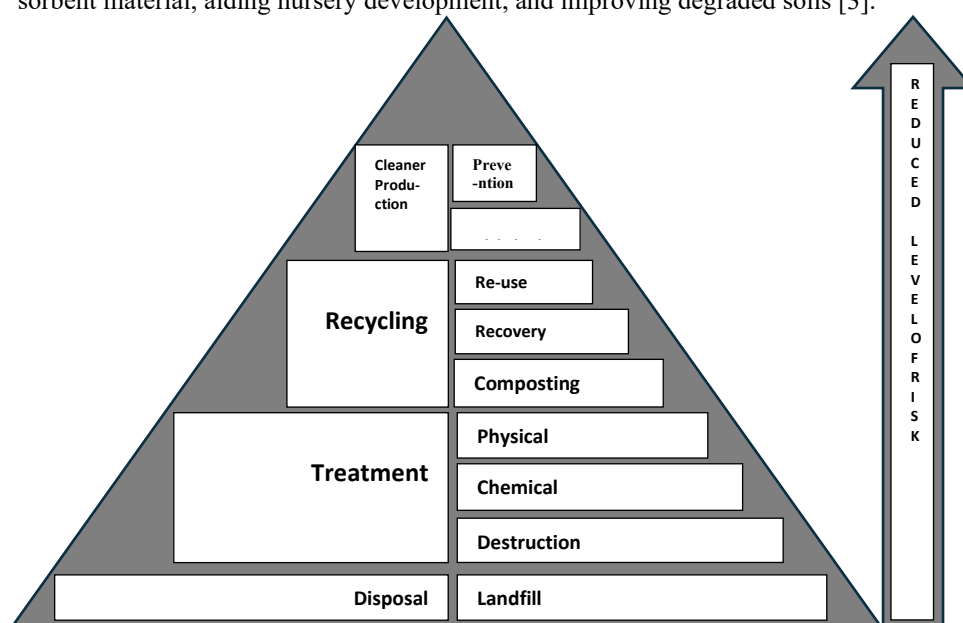 sorbent material, aiding nursery development, and improving degraded soils [3].
Cleaner
Produ-
ction
Preve
-ntion
Recycling
Re-use
Recovery
Composting
Treatment
Physical
Chemical
Destruction
Disposal
Landfill
R
E
D
U
C
E
D
L
E
V
E
L
O
F
R
I
S
K